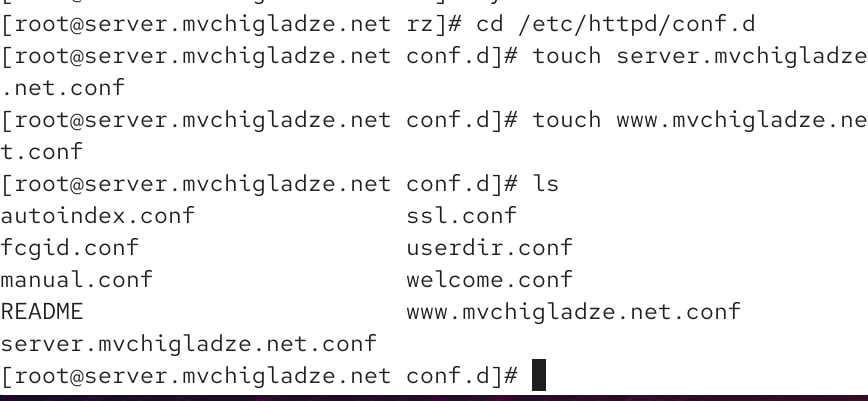 [root@server.mvchigladze.net rz]# cd /etc/httpd/conf.d
[root@server.mvchigladze.net conf.d]# touch server.mvchigladze
.net.conf
[root@server.mvchigladze.net conf.d]# touch www.mvchigladze.ne
t.conf
[root@server.mvchigladze.net conf.d]# ls
autoindex.conf ssl.conf
fcgid.conf userdir.conf
manual.conf welcome.conf
README www.mvchigladze.net.conf
server.mvchigladze.net.conf
[root@server.mvchigladze.net conf.d]#